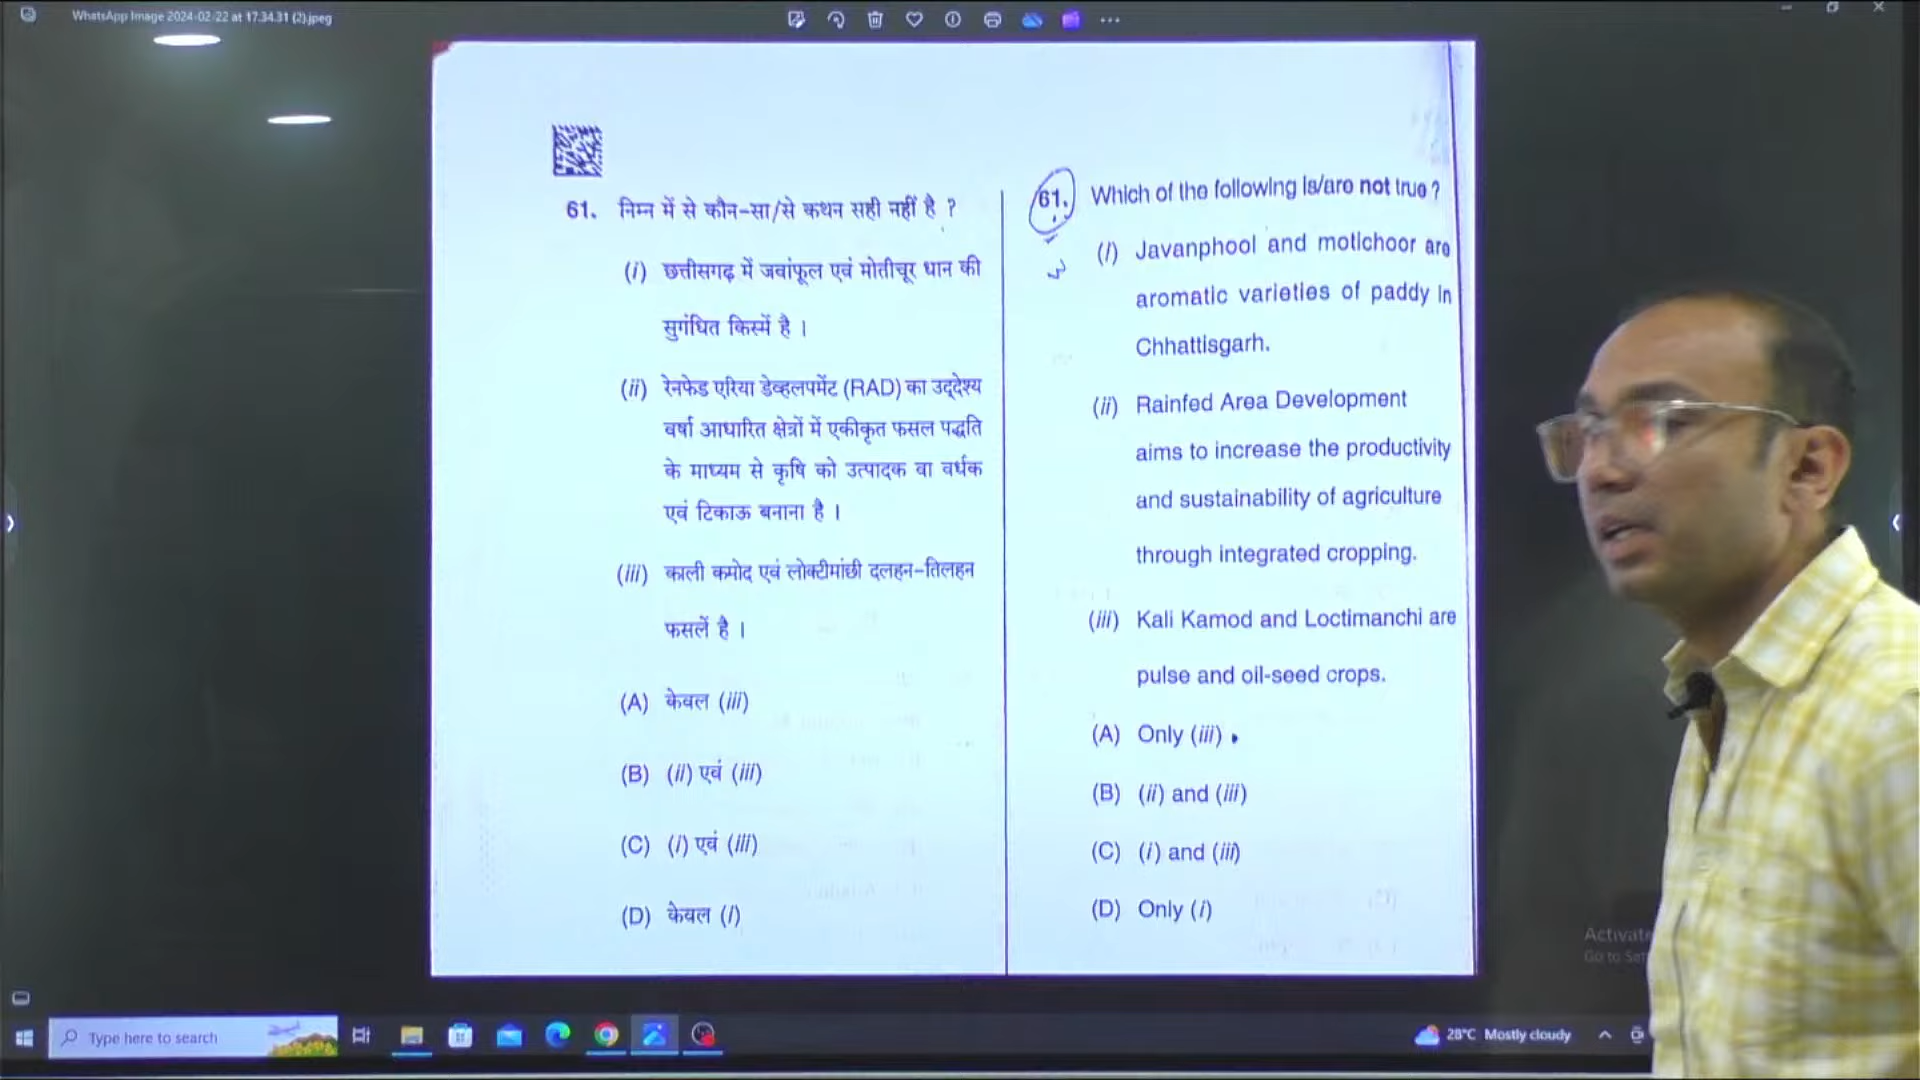 WhatsApp Image 2024-02-22 at 17.34.31 (2).jpeg
61. निम्न में से कौन-सा/से कथन सही नहीं है ?
(i) छत्तीसगढ़ में जवांफूल एवं मोतीचूर धान की
सुगंधित किस्में है ।
(ii) रेनफेड एरिया डेव्हलपमेंट (RAD) का उद्देश्य
वर्षा आधारित क्षेत्रों में एकीकृत फसल पद्धति
के माध्यम से कृषि को उत्पादक वा वर्धक
एवं टिकाऊ बनाना है ।
(iii) काली कमोद एवं लोक्टीमांछी दलहन-तिलहन
फसलें है ।
(A) केवल (iii)
(B) (ii) एवं (iii)
(C) (i) एवं (iii)
(D) केवल (i)
61. Which of the following is/are not true ?
(i) Javanphool and motichoor are
aromatic varieties of paddy in
Chhattisgarh.
(ii) Rainfed Area Development
aims to increase the productivity
and sustainability of agriculture
through integrated cropping.
(iii) Kali Kamod and Loctimanchi are
pulse and oil-seed crops.
(A) Only (iii)
(B) (ii) and (iii)
(C) (i) and (iii)
(D) Only (i)
Activate
Go to Set
Type here to search
28°C Mostly cloudy